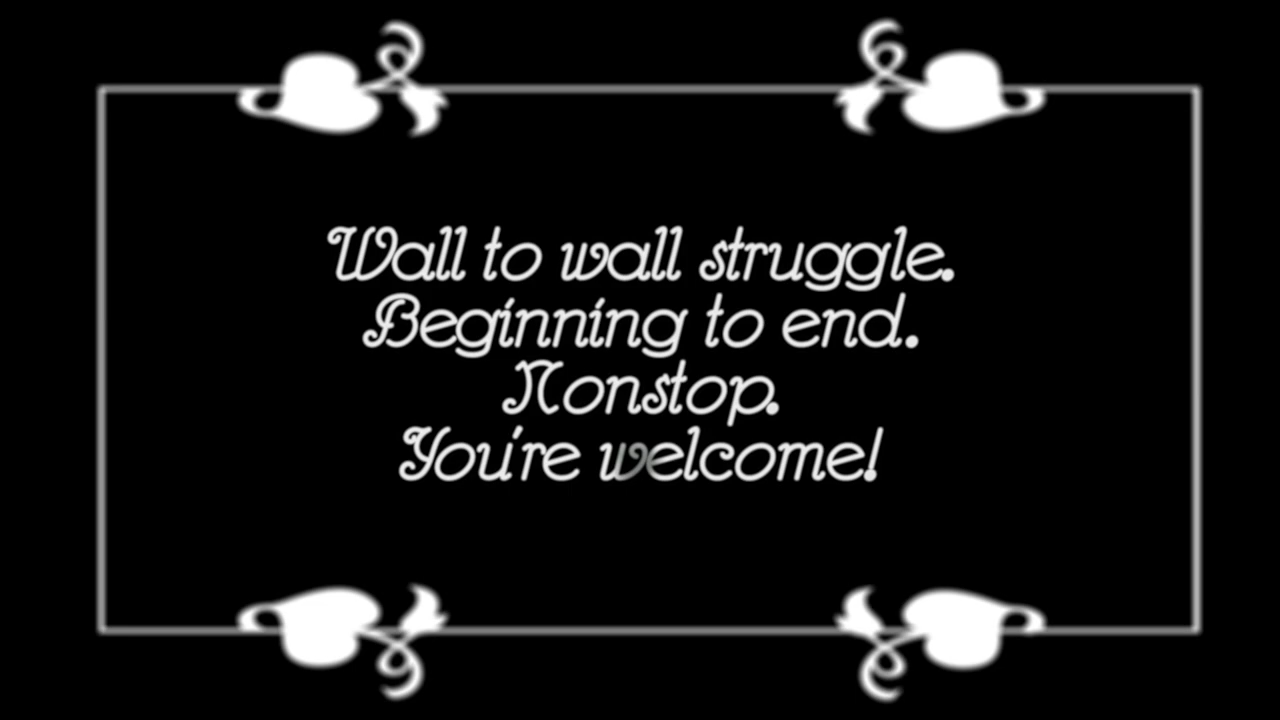 Wall to wall struggle.
Beginning to end.
Nonstop.
You're welcome!